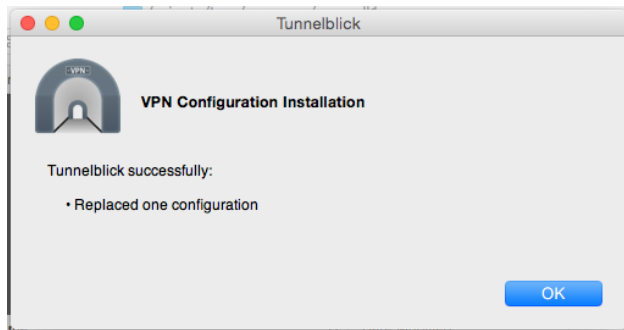 Tunnelblick
VPN
VPN Configuration Installation
Tunnelblick successfully:
• Replaced one configuration
OK